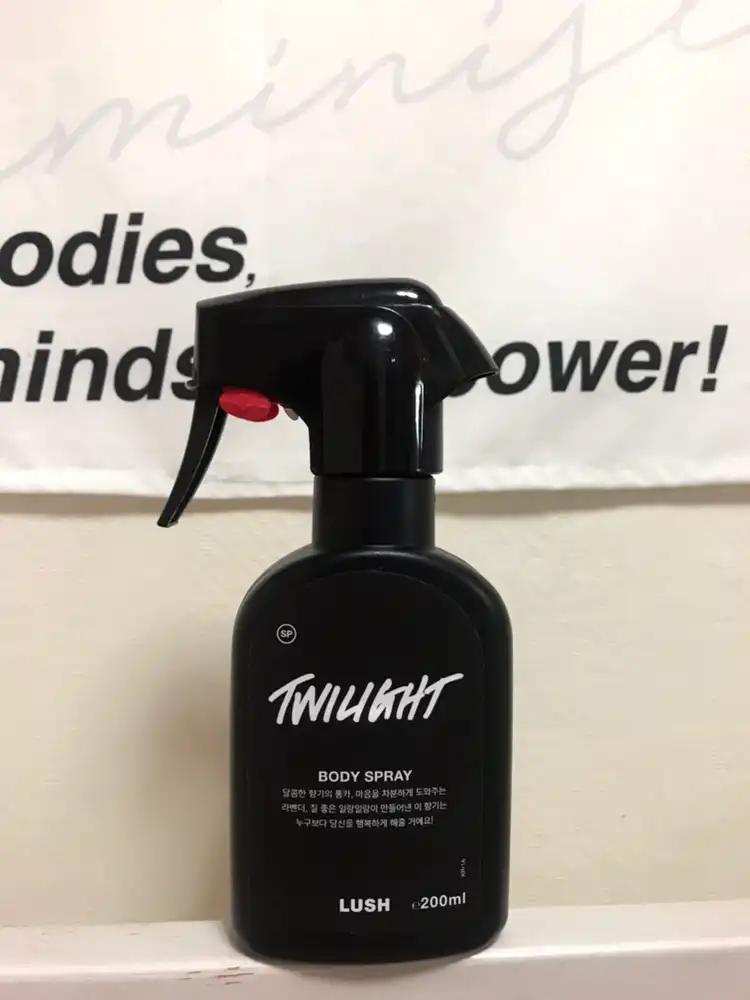 odies,
minds
power!
SP
TWILIGHT
BODY SPRAY
달콤한 향기의 통카, 마음을 차분하게 도와주는
라벤더, 질 좋은 일랑일랑이 만들어낸 이 향기는
누구보다 당신을 행복하게 해줄 거예요!
LUSH ℮200ml